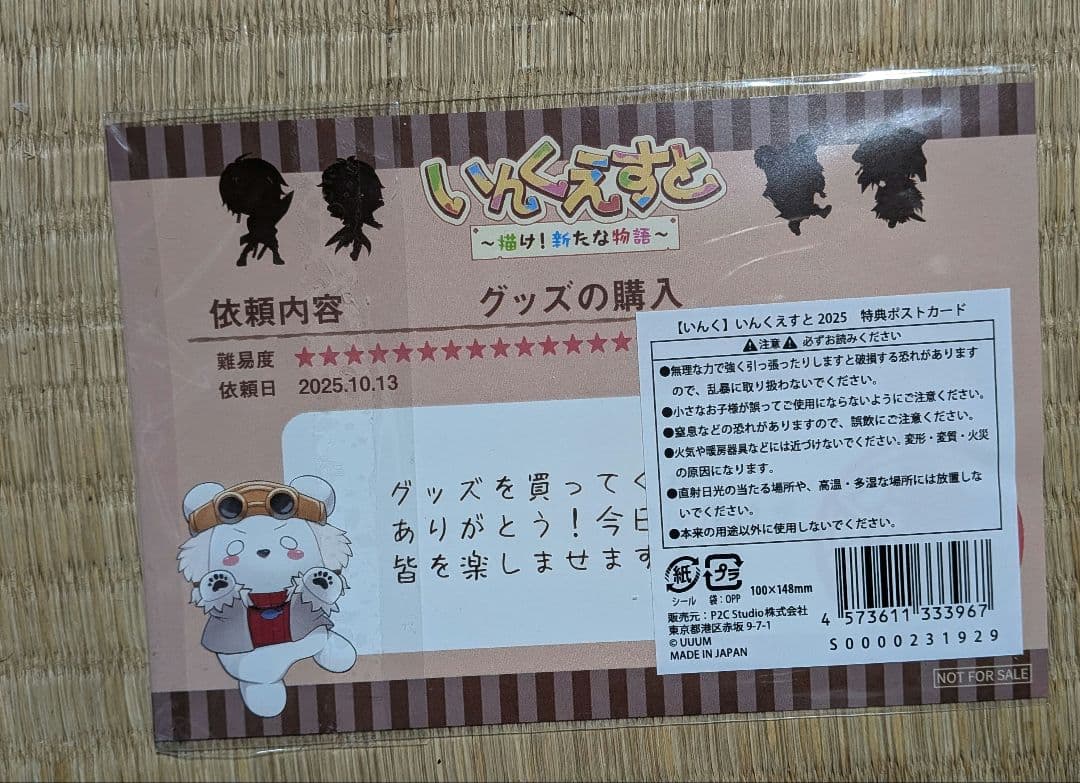 いんくえすと
～描け！新たな物語～
依頼内容 グッズの購入
難易度 ★★★★★★★★★★★★★
依頼日 2025.10.13
グッズを買ってく
ありがとう！今日
皆を楽しませます
【いんく】いんくえすと2025 特典ポストカード
⚠注意⚠ 必ずお読みください
●無理な力で強く引っ張ったりしますと破損する恐れがあります
ので、乱暴に取り扱わないでください。
●小さなお子様が誤ってご使用にならないようにご注意ください。
●窒息などの恐れがありますので、誤飲にご注意ください。
●火気や暖房器具などには近づけないでください。変形・変質・火災
の原因になります。
●直射日光の当たる場所や、高温・多湿な場所には放置しな
いでください。
●本来の用途以外に使用しないでください。
紙 プラ
シール 袋：OPP 100×148mm
販売元：P2C Studio株式会社
東京都港区赤坂 9-7-1
© UUUM
MADE IN JAPAN
4 573611 333967
S0000231929
NOT FOR SALE